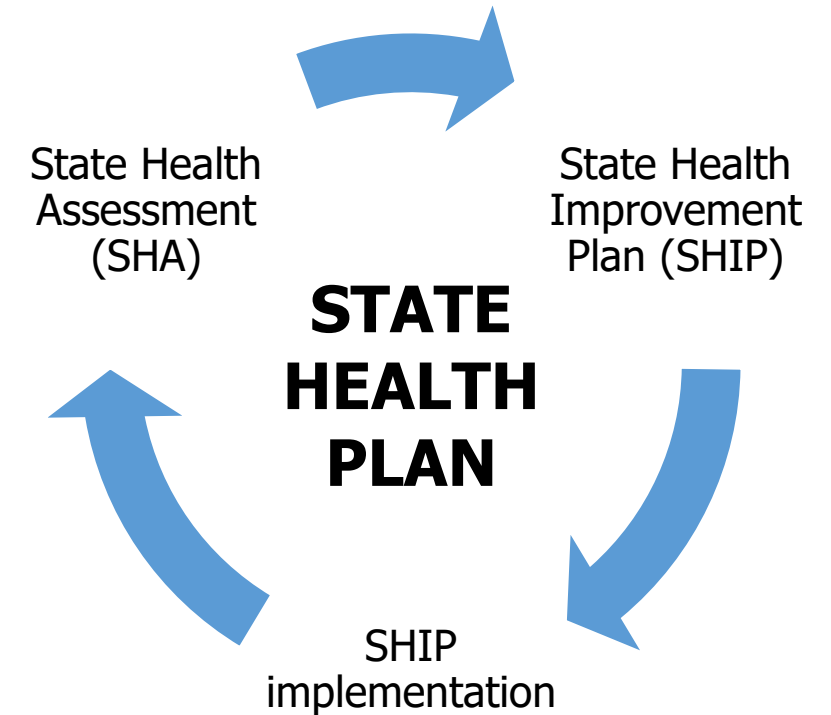 State Health
Assessment
(SHA)
State Health
Improvement
Plan (SHIP)
STATE
HEALTH
PLAN
SHIP
implementation